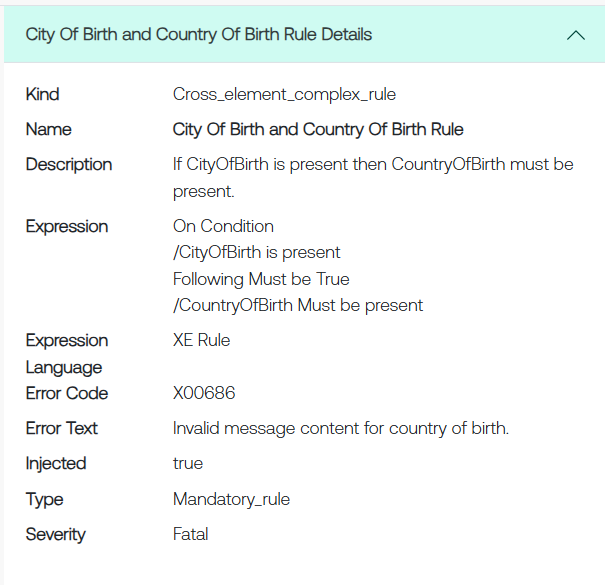 City Of Birth and Country Of Birth Rule Details
Kind Cross_element_complex_rule
Name City Of Birth and Country Of Birth Rule
Description If CityOfBirth is present then CountryOfBirth must be
present.
Expression On Condition
/CityOfBirth is present
Following Must be True
/CountryOfBirth Must be present
Expression XE Rule
Language
Error Code X00686
Error Text Invalid message content for country of birth.
Injected true
Type Mandatory_rule
Severity Fatal